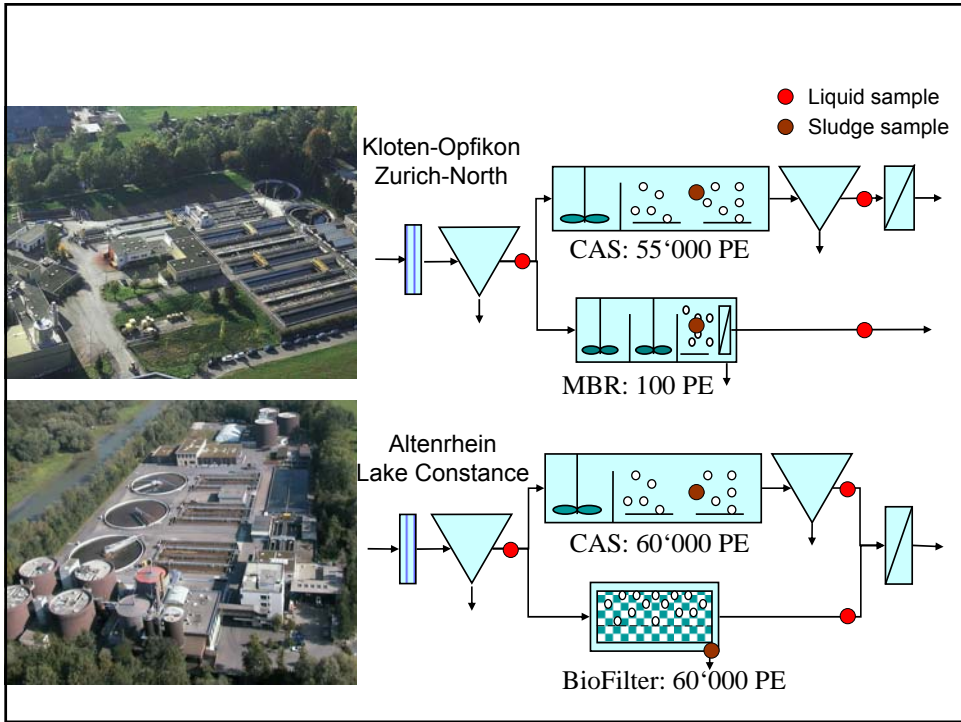 Liquid sample
Sludge sample
Kloten-Opfikon
Zurich-North
CAS: 55‘000 PE
MBR: 100 PE
Altenrhein
Lake Constance
CAS: 60‘000 PE
BioFilter: 60‘000 PE